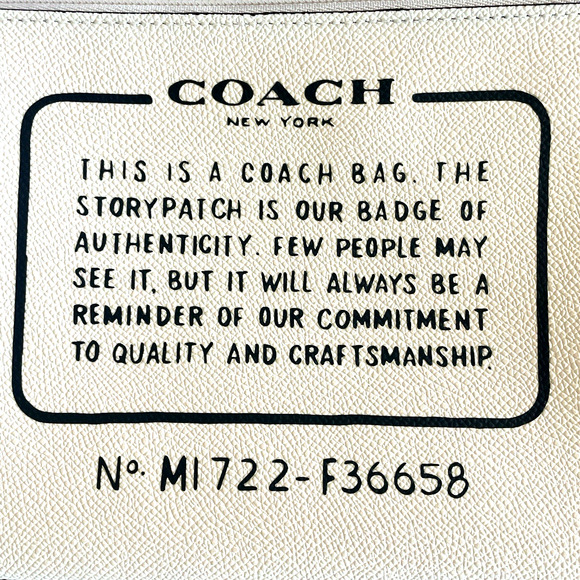 COACH
NEW YORK
THIS IS A COACH BAG. THE
STORYPATCH IS OUR BADGE OF
AUTHENTICITY. FEW PEOPLE MAY
SEE IT, BUT IT WILL ALWAYS BE A
REMINDER OF OUR COMMITMENT
TO QUALITY AND CRAFTSMANSHIP.
No. M1722-F36658